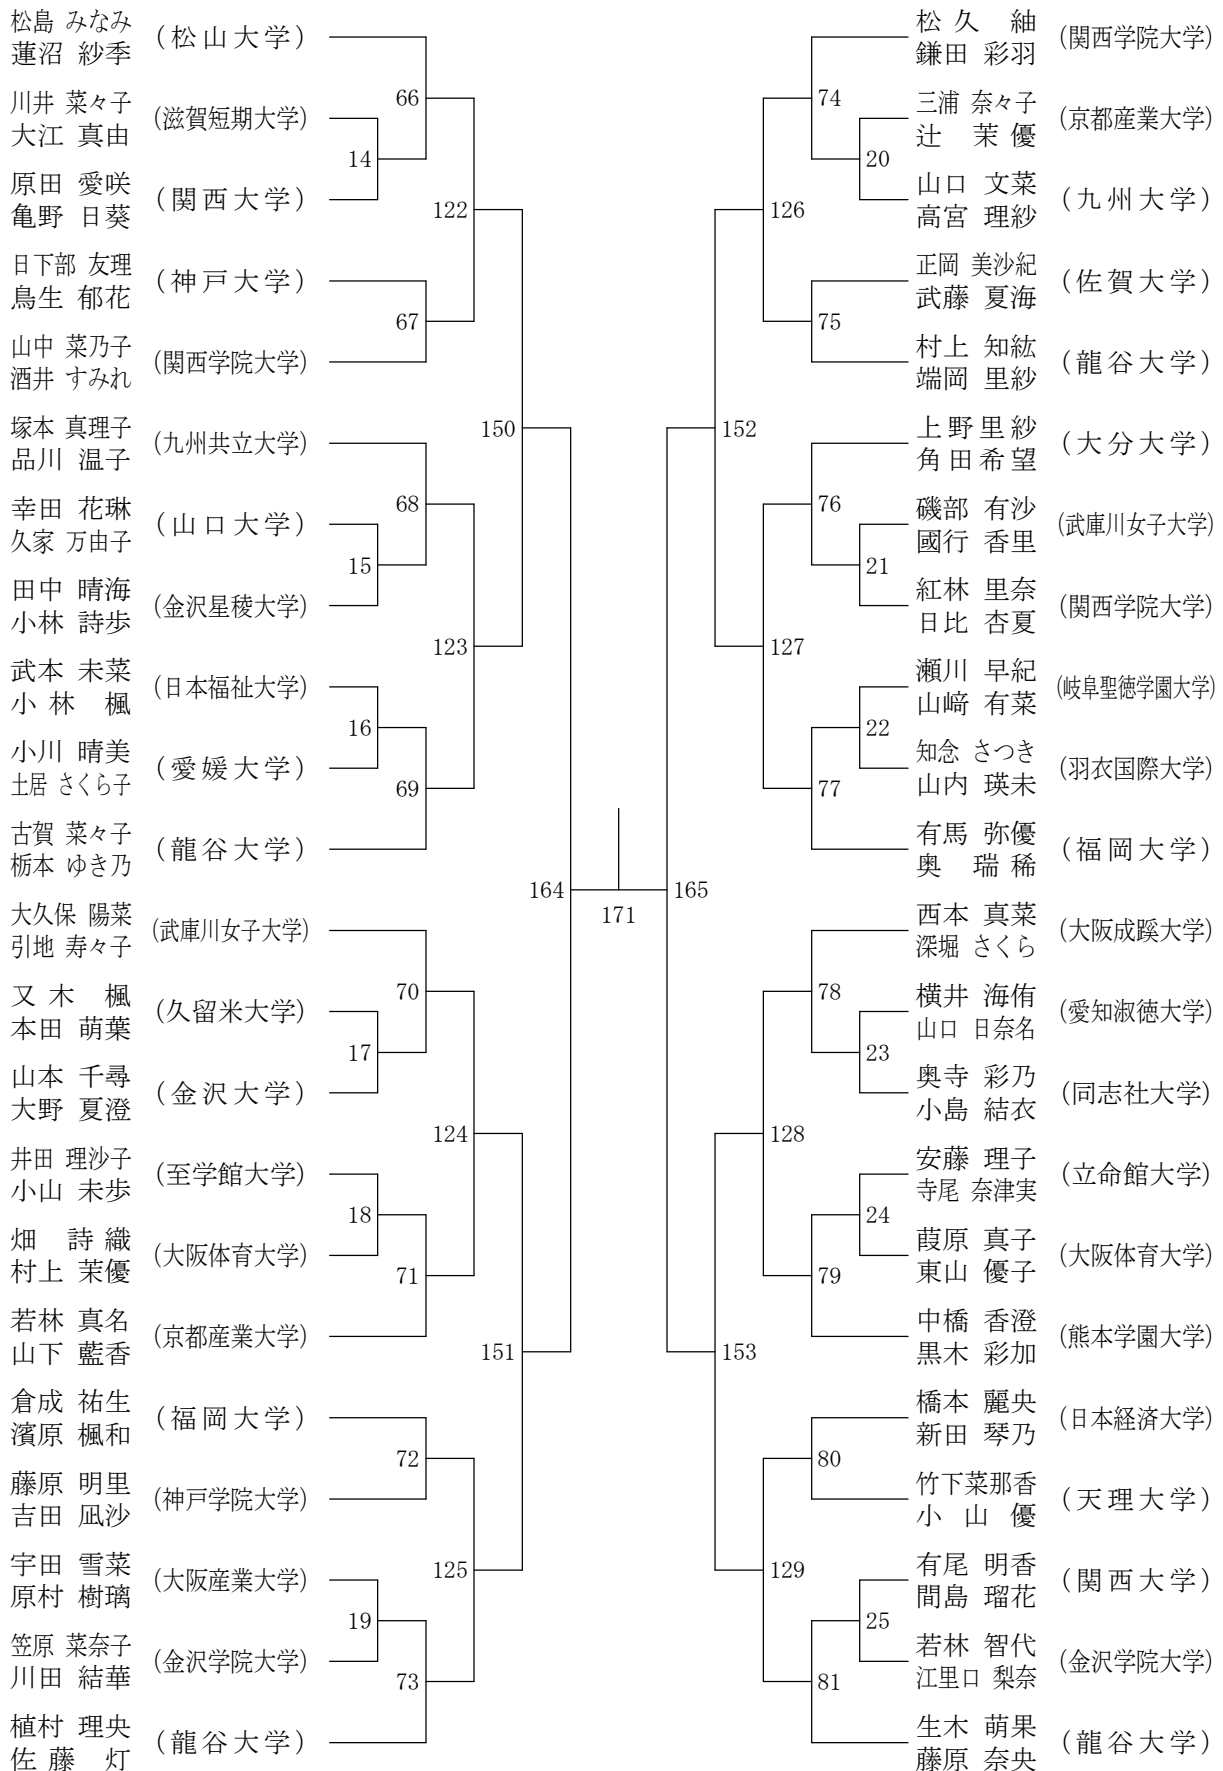 松島 みなみ
蓮沼 紗季
(松山大学)
川井 菜々子
大江 真由
(滋賀短期大学)
原田 愛咲
亀野 日葵
(関西大学)
日下部 友理
鳥生 郁花
(神戸大学)
山中 菜乃子
酒井 すみれ
(関西学院大学)
塚本 真理子
品川 温子
(九州共立大学)
幸田 花琳
久家 万由子
(山口大学)
田中 晴海
小林 詩歩
(金沢星稜大学)
武本 未菜
小林 楓
(日本福祉大学)
小川 晴美
土居 さくら子
(愛媛大学)
古賀 菜々子
栃本 ゆき乃
(龍谷大学)
大久保 陽菜
引地 寿々子
(武庫川女子大学)
又木 楓
本田 萌葉
(久留米大学)
山本 千尋
大野 夏澄
(金沢大学)
井田 理沙子
小山 未歩
(至学館大学)
畑 詩織
村上 茉優
(大阪体育大学)
若林 真名
山下 藍香
(京都産業大学)
倉成 祐生
濱原 楓和
(福岡大学)
藤原 明里
吉田 凪沙
(神戸学院大学)
宇田 雪菜
原村 樹璃
(大阪産業大学)
笠原 菜奈子
川田 結華
(金沢学院大学)
植村 理央
佐藤 灯
(龍谷大学)
14
15
16
17
18
19
66
67
68
69
70
71
72
73
122
123
124
125
150
151
164
171
165
152
153
126
127
128
129
74
75
76
77
78
79
80
81
20
21
22
23
24
25
松久 紬
鎌田 彩羽
(関西学院大学)
三浦 奈々子
辻 茉優
(京都産業大学)
山口 文菜
高宮 理紗
(九州大学)
正岡 美沙紀
武藤 夏海
(佐賀大学)
村上 知紘
端岡 里紗
(龍谷大学)
上野里紗
角田希望
(大分大学)
磯部 有沙
國行 香里
(武庫川女子大学)
紅林 里奈
日比 杏夏
(関西学院大学)
瀬川 早紀
山﨑 有菜
(岐阜聖徳学園大学)
知念 さつき
山内 瑛未
(羽衣国際大学)
有馬 弥優
奥 瑞稀
(福岡大学)
西本 真菜
深堀 さくら
(大阪成蹊大学)
横井 海侑
山口 日奈名
(愛知淑徳大学)
奥寺 彩乃
小島 結衣
(同志社大学)
安藤 理子
寺尾 奈津実
(立命館大学)
葭原 真子
東山 優子
(大阪体育大学)
中橋 香澄
黒木 彩加
(熊本学園大学)
橋本 麗央
新田 琴乃
(日本経済大学)
竹下菜那香
小山 優
(天理大学)
有尾 明香
間島 瑠花
(関西大学)
若林 智代
江里口 梨奈
(金沢学院大学)
生木 萌果
藤原 奈央
(龍谷大学)